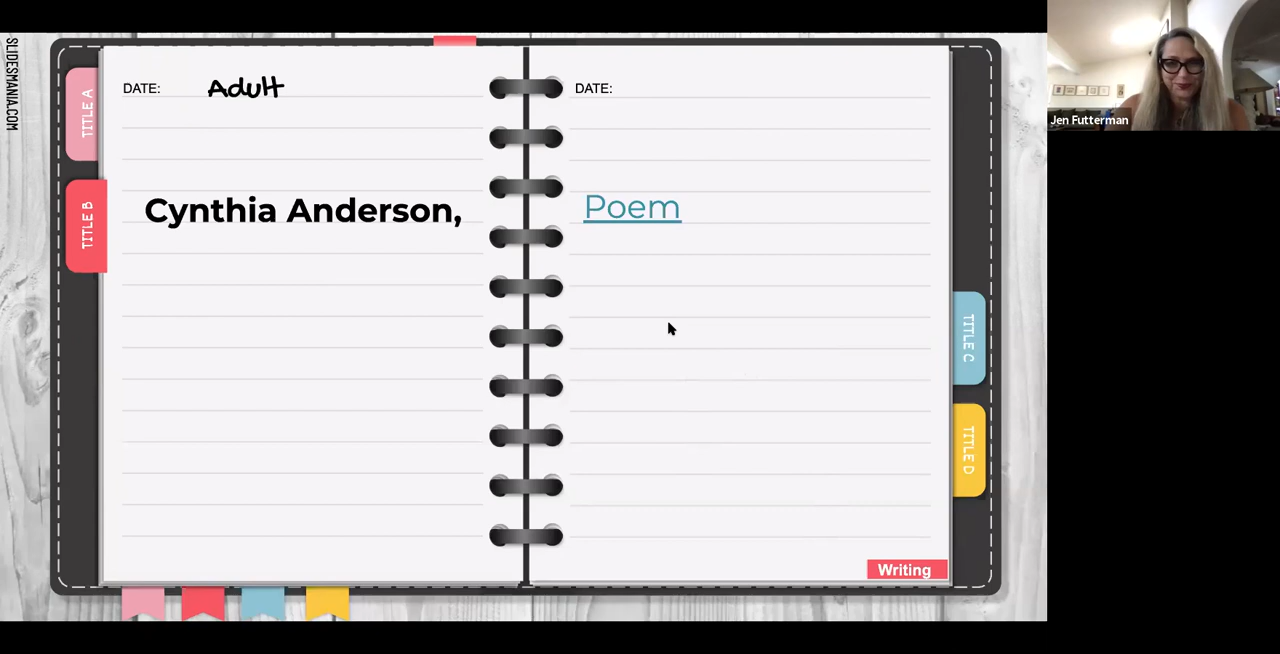 SLIDESMANIA.COM
TITLE A
TITLE B
DATE: Adult
Cynthia Anderson,
DATE:
Poem
Writing
TITLE C
TITLE D
Jen Futterman